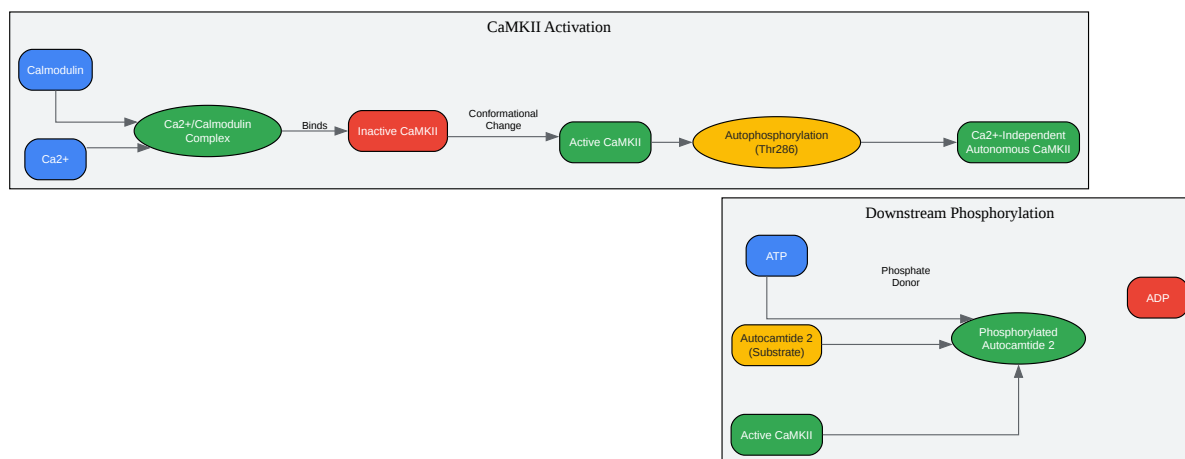 CaMKII Activation
Calmodulin
Ca2+
Ca2+/Calmodulin
Complex
Binds
Inactive CaMKII
Conformational
Change
Active CaMKII
Autophosphorylation
(Thr286)
Ca2+-Independent
Autonomous CaMKII
Downstream Phosphorylation
ATP
Phosphate
Donor
ADP
Autocamtide 2
(Substrate)
Phosphorylated
Autocamtide 2
Active CaMKII